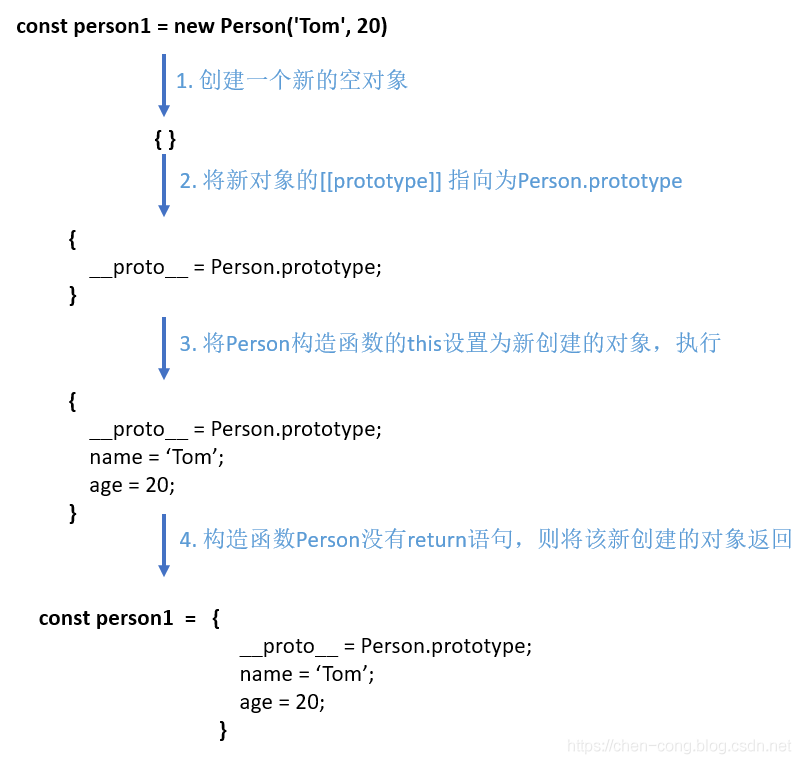 const person1 = new Person('Tom', 20)
1. 创建一个新的空对象
{ }
2. 将新对象的[[prototype]] 指向为Person.prototype
{
__proto__ = Person.prototype;
}
3. 将Person构造函数的this设置为新创建的对象，执行
{
__proto__ = Person.prototype;
name = ‘Tom’;
age = 20;
}
4. 构造函数Person没有return语句，则将该新创建的对象返回
const person1 = {
__proto__ = Person.prototype;
name = ‘Tom’;
age = 20;
}
https://chen-cong.blog.csdn.net